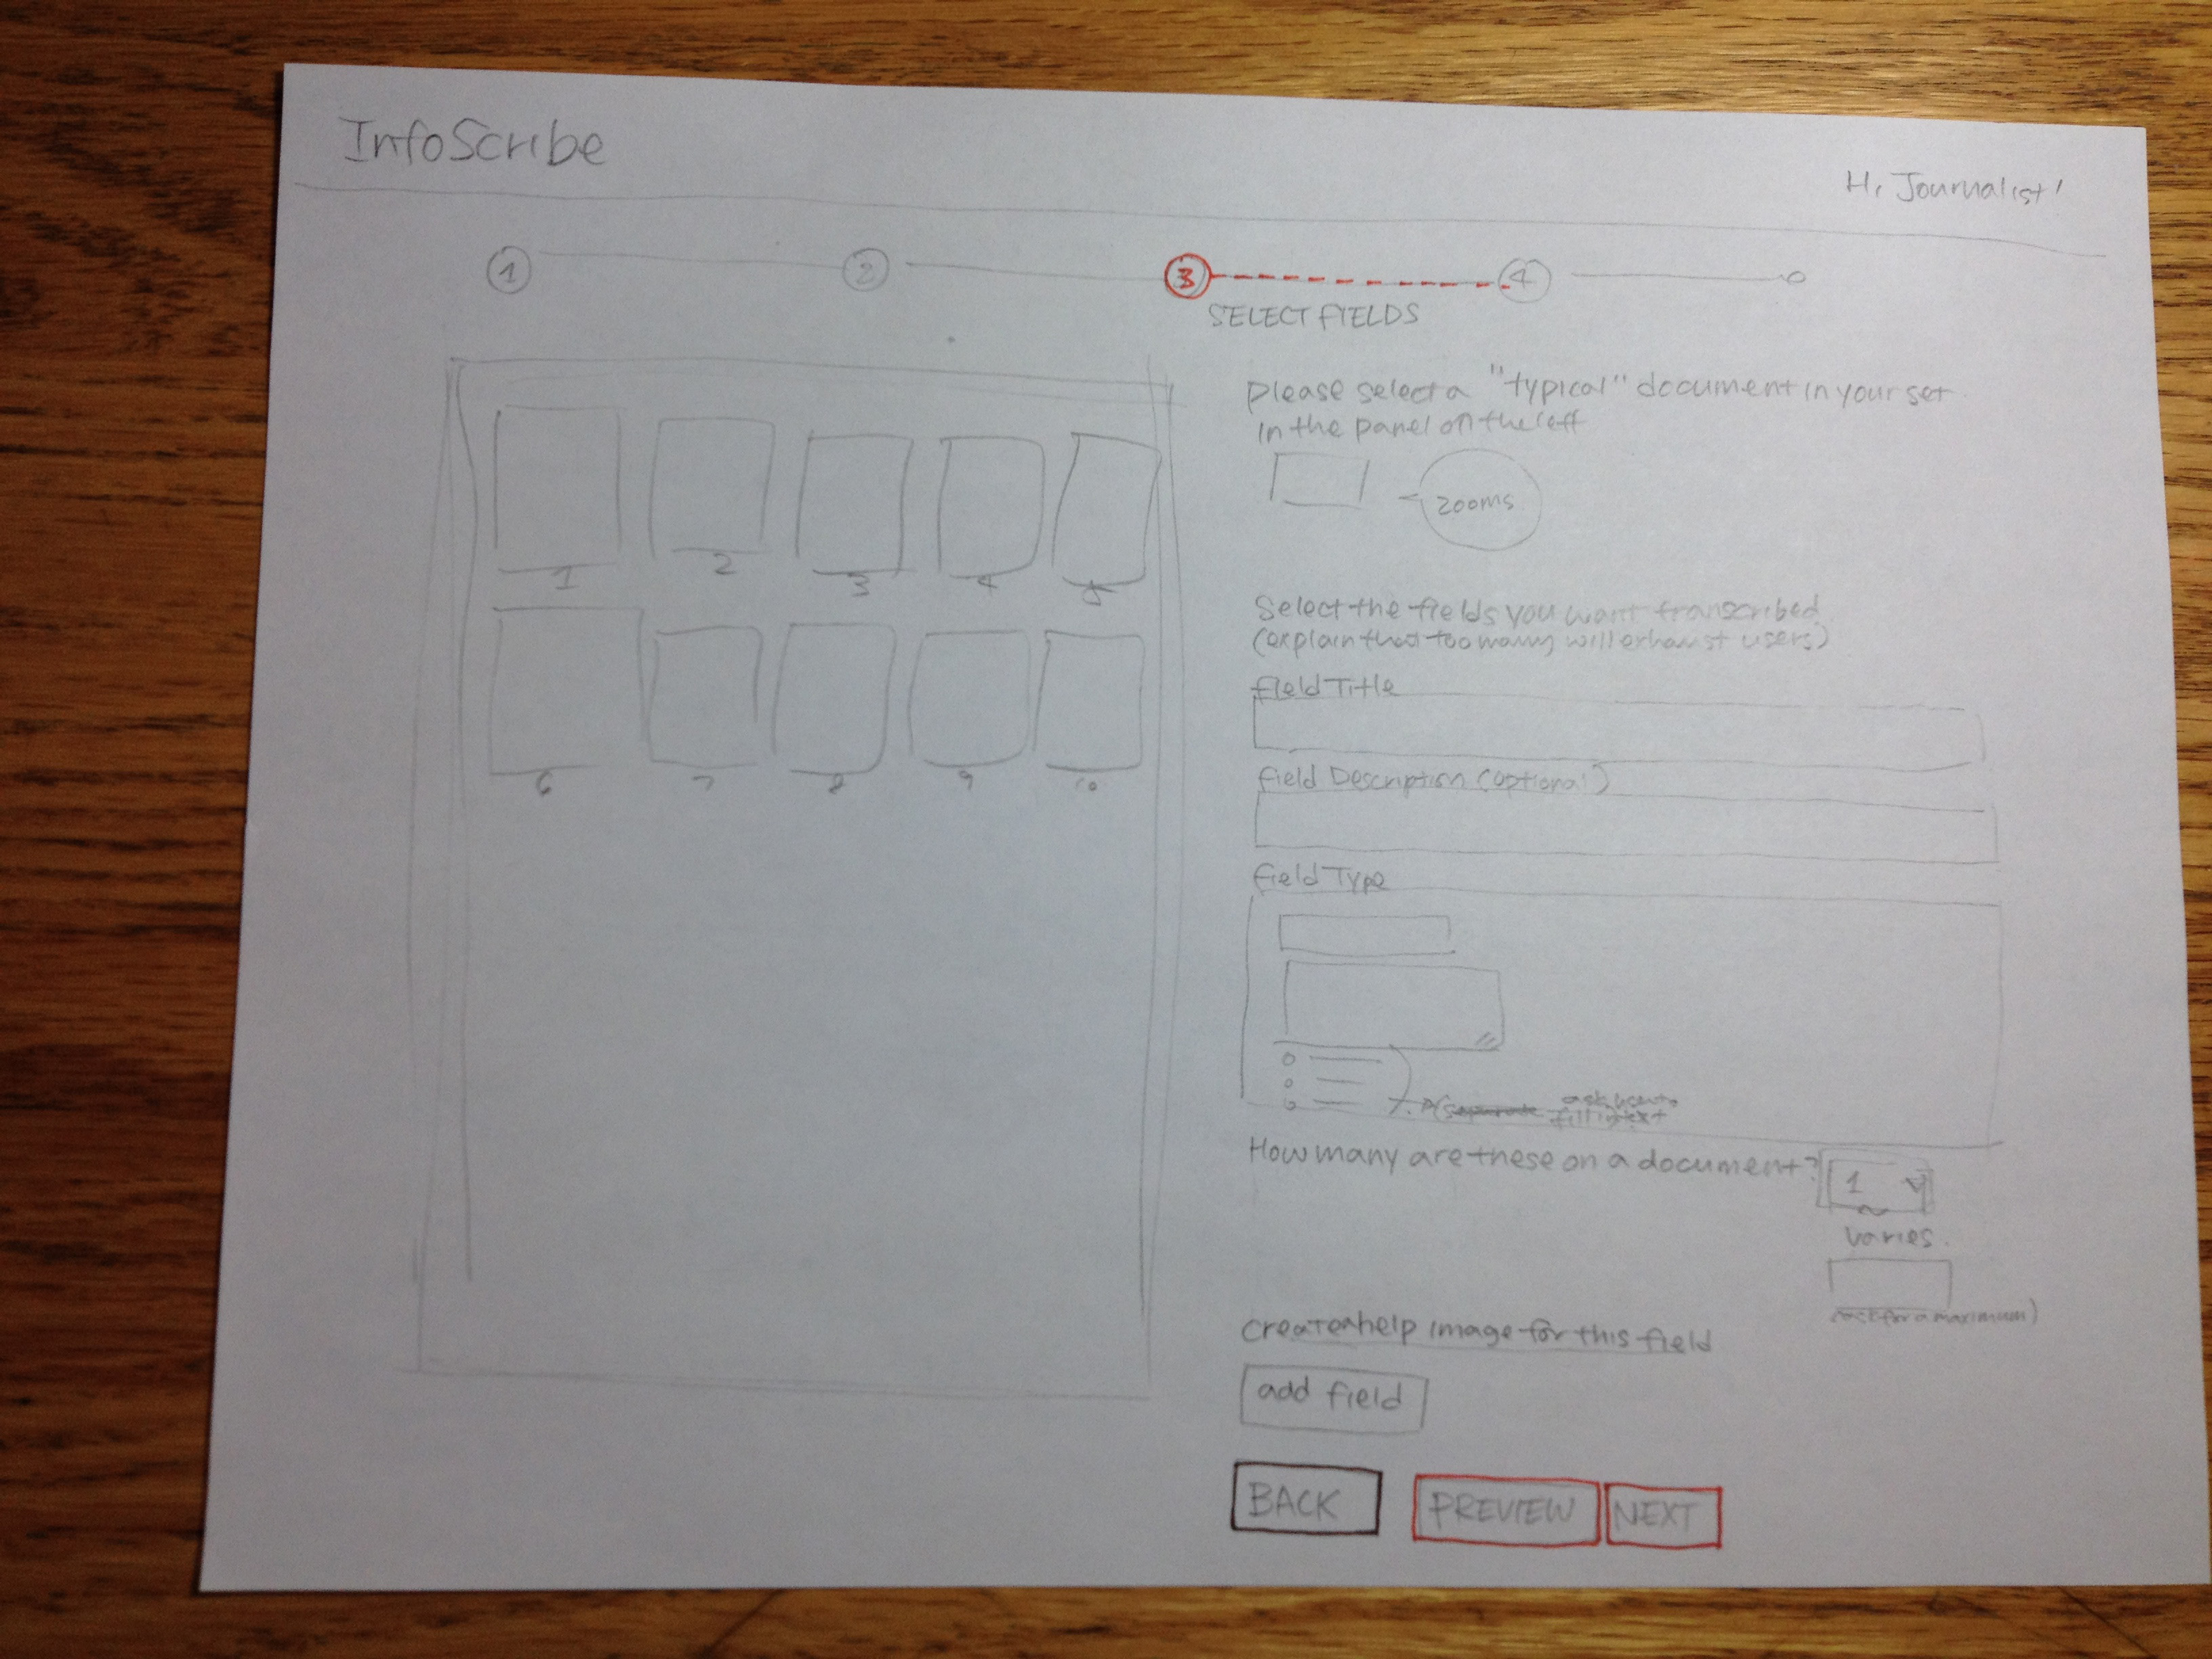 InfoScribe
Hi, Journalist!
1
2
3
4
SELECT FIELDS
Please select a "typical" document in your set
in the panel on the left
zooms
1
2
3
4
5
6
7
8
9
10
Select the fields you want transcribed
(explain that too many will exhaust users)
field Title
field Description (optional)
field Type
ask user to
fill in text
How many are these on a document?
1
varies.
ask for a maximum)
create a help image for this field
add field
BACK
PREVIEW
NEXT